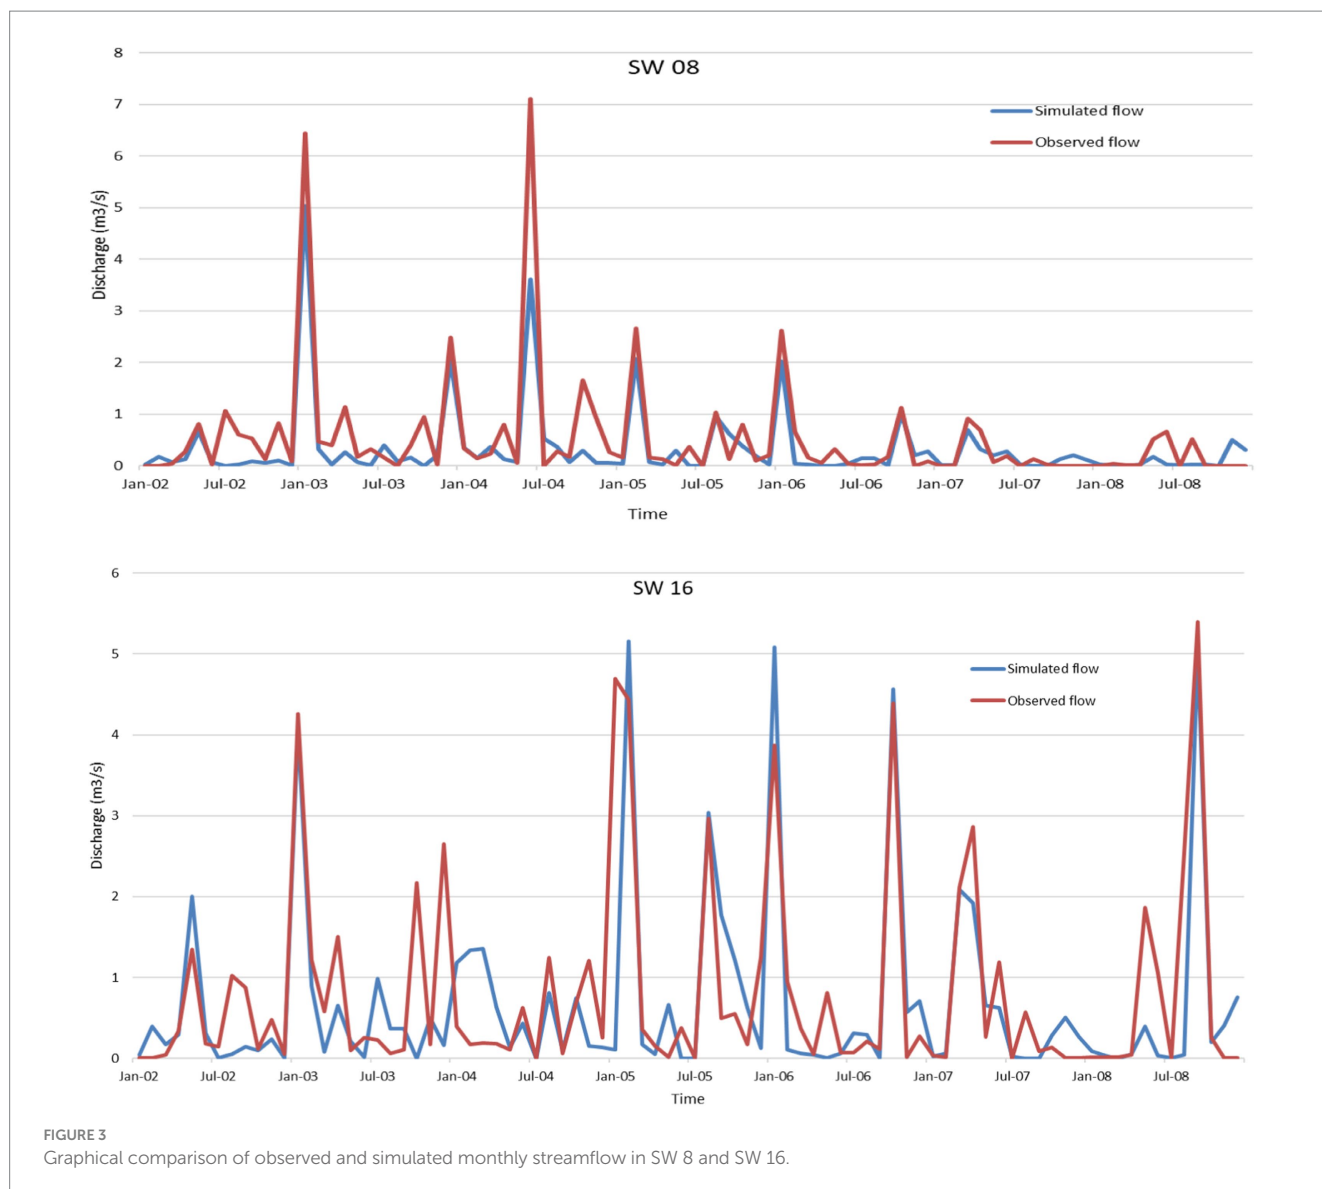 SW 08
8
7
6
5
4
3
2
1
0
Discharge (m3/s)
Simulated flow
Observed flow
Jan-02 Jul-02 Jan-03 Jul-03 Jan-04 Jul-04 Jan-05 Jul-05 Jan-06 Jul-06 Jan-07 Jul-07 Jan-08 Jul-08
Time
SW 16
6
5
4
3
2
1
0
Discharge (m3/s)
Simulated flow
Observed flow
Jan-02 Jul-02 Jan-03 Jul-03 Jan-04 Jul-04 Jan-05 Jul-05 Jan-06 Jul-06 Jan-07 Jul-07 Jan-08 Jul-08
Time
FIGURE 3
Graphical comparison of observed and simulated monthly streamflow in SW 8 and SW 16.